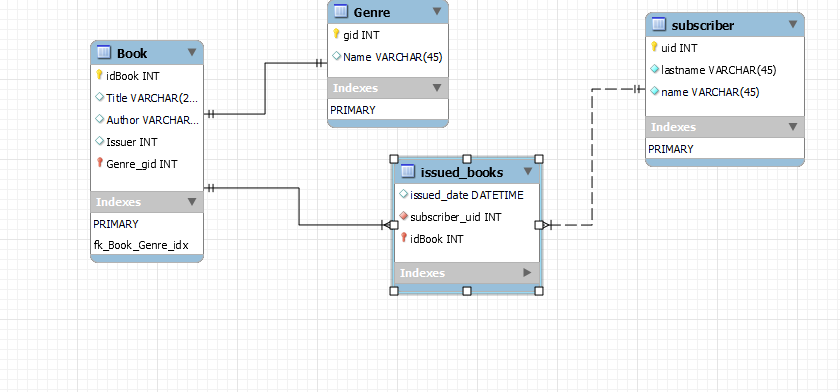 Genre
gid INT
Name VARCHAR(45)
Indexes
PRIMARY
subscriber
uid INT
lastname VARCHAR(45)
name VARCHAR(45)
Indexes
PRIMARY
Book
idBook INT
Title VARCHAR(2...
Author VARCHAR...
Issuer INT
Genre_gid INT
Indexes
PRIMARY
fk_Book_Genre_idx
issued_books
issued_date DATETIME
subscriber_uid INT
idBook INT
Indexes